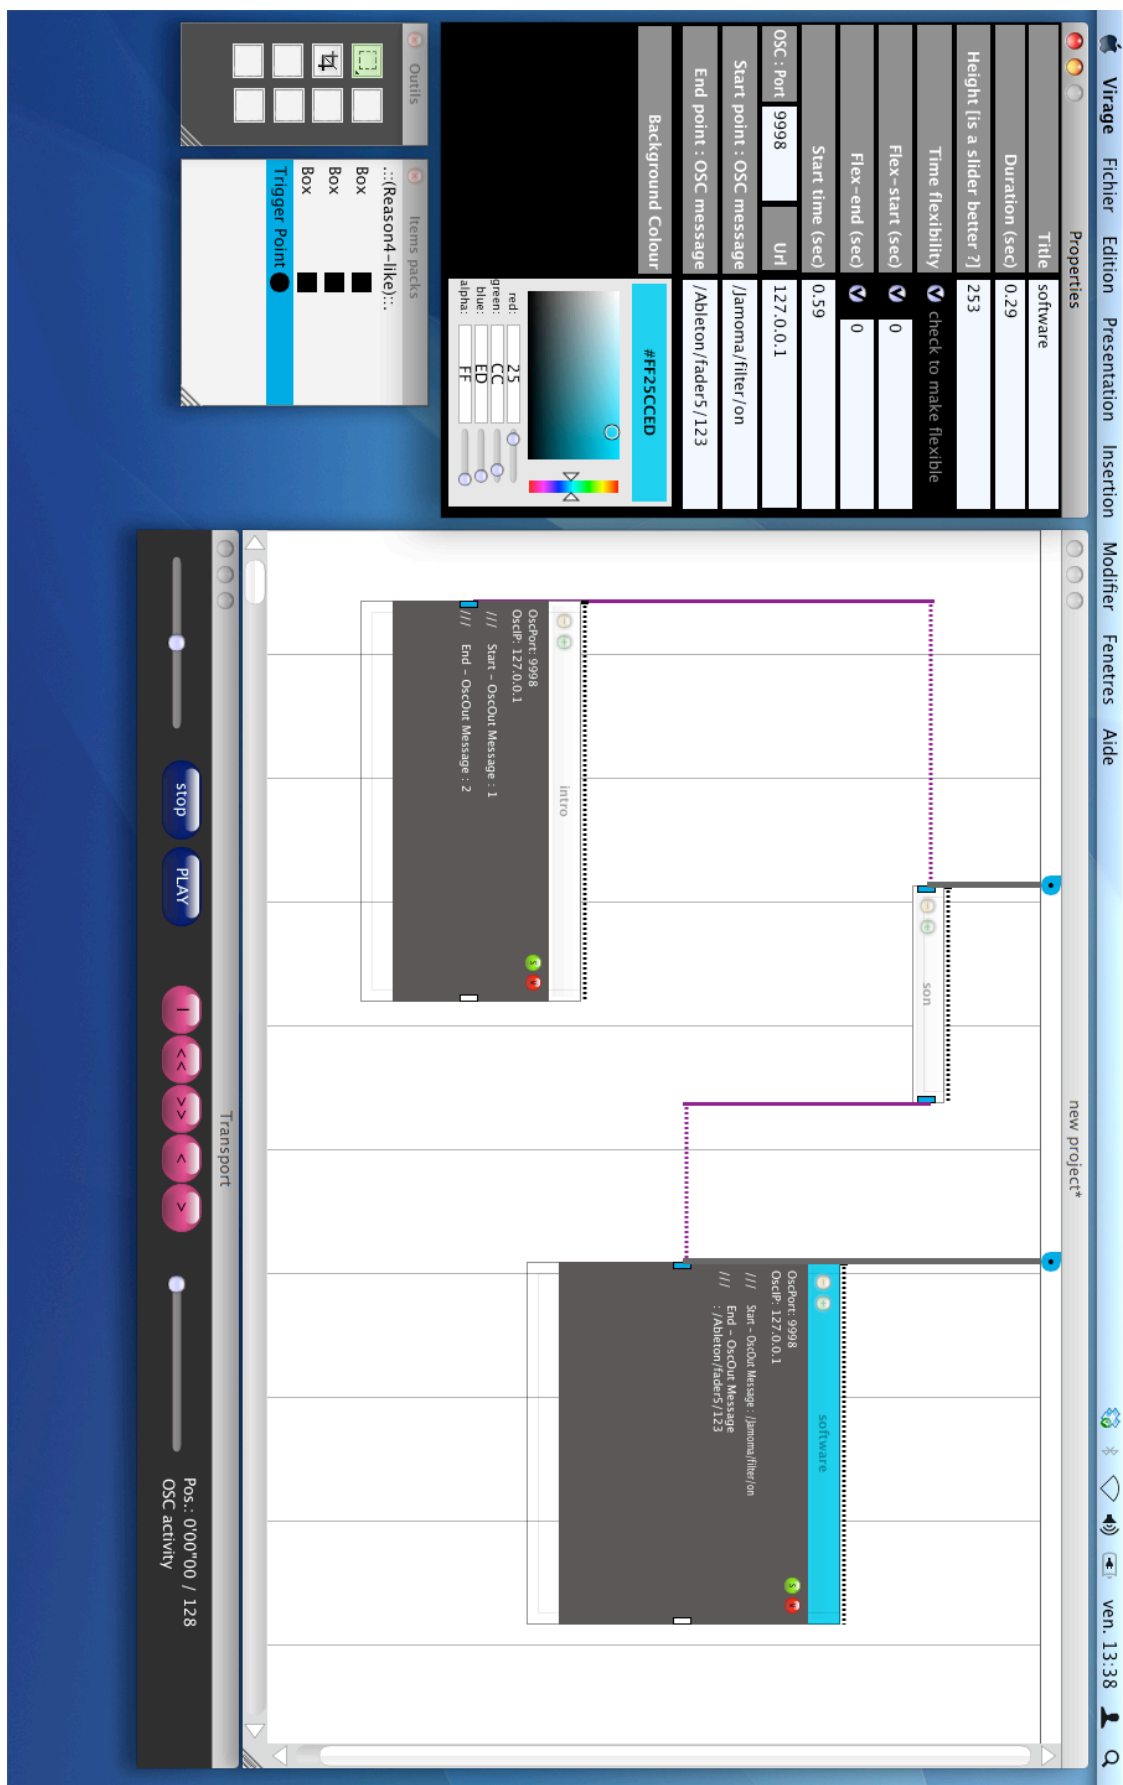 Virage Fichier Edition Presentation Insertion Modifier Fenetres Aide
ven. 13:38
Properties
Title software
Duration (sec) 0.29
Height [is a slider better ?] 253
Time flexibility check to make flexible
Flex-start (sec) 0
Flex-end (sec) 0
Start time (sec) 0.59
OSC : Port 9998 Url 127.0.0.1
Start point : OSC message /Jamoma/filter/on
End point : OSC message /Ableton/fader5/123
Background Colour #FF25CCED
red: 25
green: CC
blue: ED
alpha: FF
Outils
Items packs
.::(Reason4-like)::.
Box
Box
Box
Trigger Point
new project*
son
software
OscPort: 9998
OscIP: 127.0.0.1
/// Start - OscOut Message : /Jamoma/filter/on
/// End - OscOut Message
: /Ableton/fader5/123
intro
OscPort: 9998
OscIP: 127.0.0.1
/// Start - OscOut Message : 1
/// End - OscOut Message : 2
Transport
stop PLAY | << >> < >
Pos.: 0'00"00 / 128
OSC activity